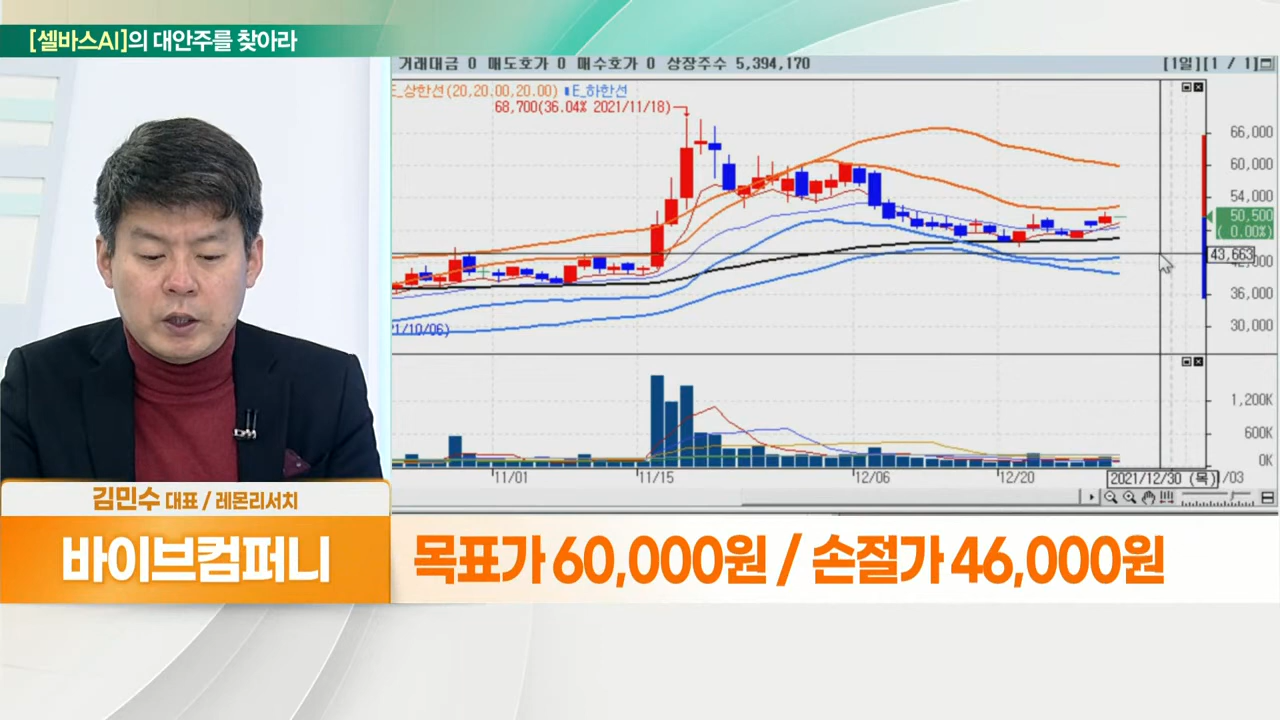 [셀바스AI]의 대안주를 찾아라
거래대금 0 매도호가 0 매수호가 0 상장주수 5,394,170
[1일][1 / 1]
E_상한선(20,20.00,20.00) E_하한선
68,700(36.04% 2021/11/18)
66,000
60,000
54,000
50,500
( 0.00%)
43,663
36,000
30,000
1/10/06)
1,200K
600K
0K
11/01
11/15
12/06
12/20
2021/12/30 (목)
/03
김민수 대표 / 레몬리서치
바이브컴퍼니
목표가 60,000원 / 손절가 46,000원